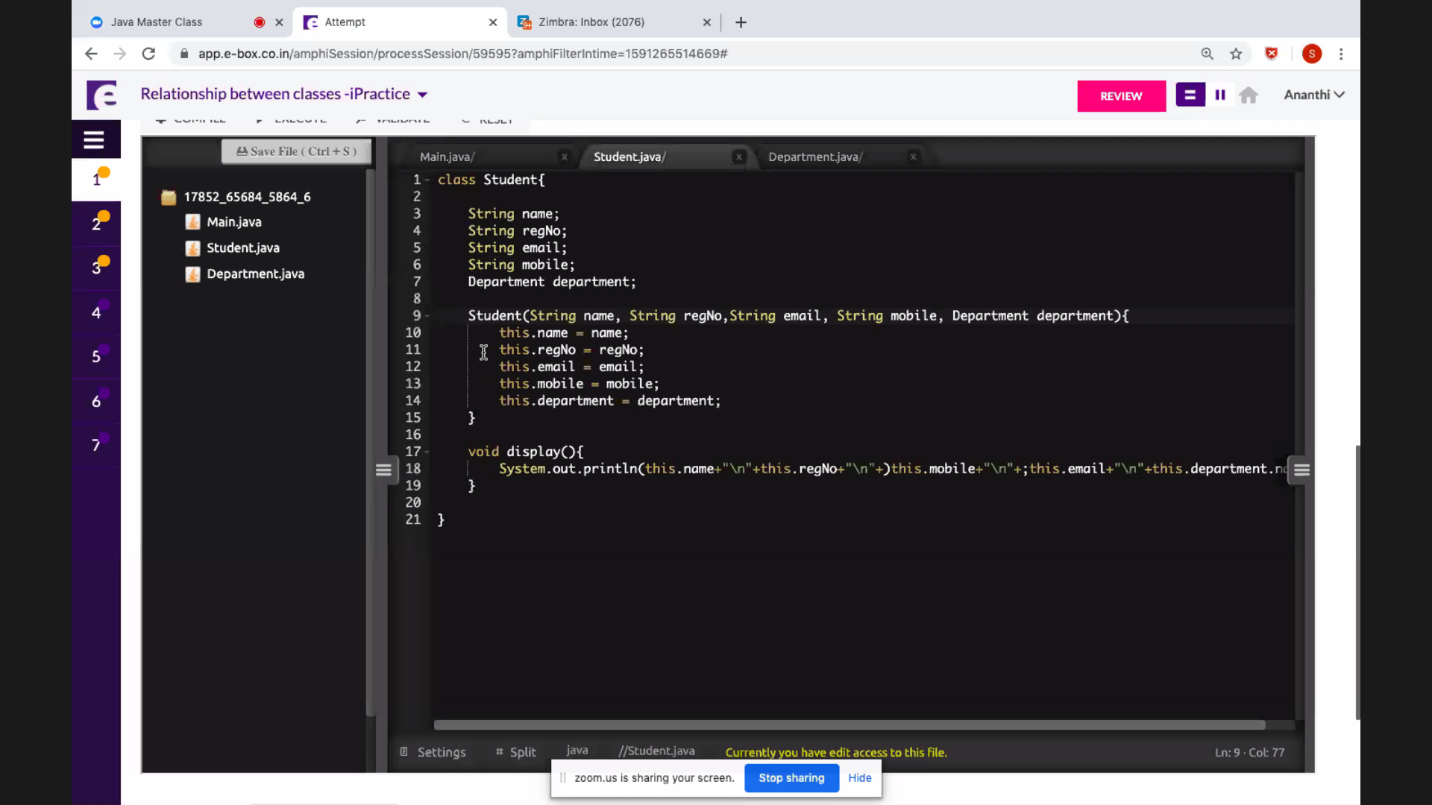 Java Master Class
Attempt
Zimbra: Inbox (2076)
app.e-box.co.in/amphiSession/processSession/59595?amphiFilterIntime=1591265514669#
S
Relationship between classes -iPractice
REVIEW
Ananthi
COMPILE EXECUTE VALIDATE RESET
Save File ( Ctrl + S )
Main.java/ x Student.java/ x Department.java/ x
1
2
3
4
5
6
7
17852_65684_5864_6
Main.java
Student.java
Department.java
1 class Student{
2
3 String name;
4 String regNo;
5 String email;
6 String mobile;
7 Department department;
8
9 Student(String name, String regNo,String email, String mobile, Department department){
10 this.name = name;
11 this.regNo = regNo;
12 this.email = email;
13 this.mobile = mobile;
14 this.department = department;
15 }
16
17 void display(){
18 System.out.println(this.name+"\n"+this.regNo+"\n"+)this.mobile+"\n"+;this.email+"\n"+this.department.
19 }
20
21 }
Settings # Split java //Student.java Currently you have edit access to this file. Ln: 9 · Col: 77
zoom.us is sharing your screen. Stop sharing Hide